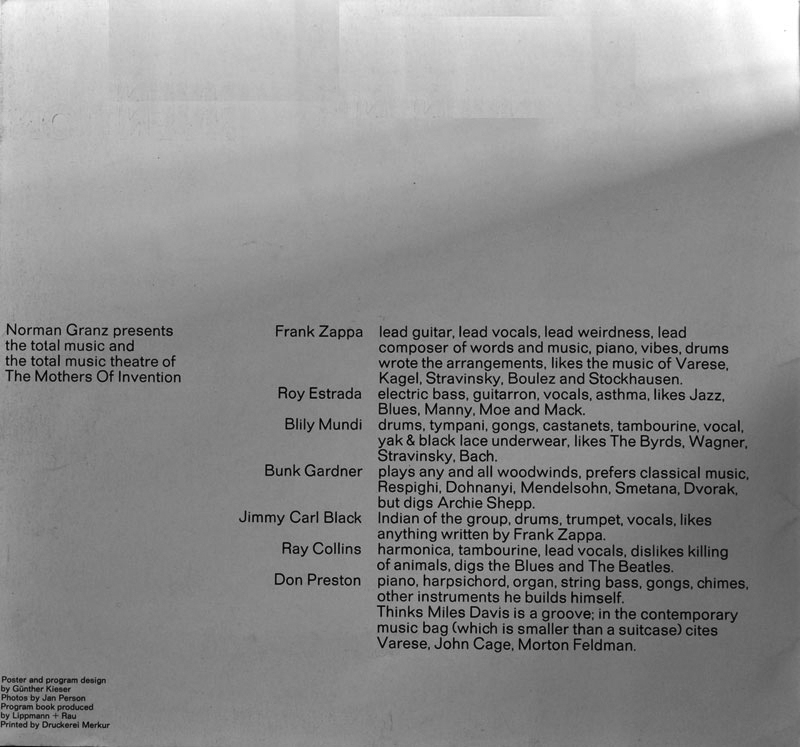 Norman Granz presents
the total music and
the total music theatre of
The Mothers Of Invention
Frank Zappa lead guitar, lead vocals, lead weirdness, lead
composer of words and music, piano, vibes, drums
wrote the arrangements, likes the music of Varese,
Kagel, Stravinsky, Boulez and Stockhausen.
Roy Estrada electric bass, guitarron, vocals, asthma, likes Jazz,
Blues, Manny, Moe and Mack.
Blily Mundi drums, tympani, gongs, castanets, tambourine, vocal,
yak & black lace underwear, likes The Byrds, Wagner,
Stravinsky, Bach.
Bunk Gardner plays any and all woodwinds, prefers classical music,
Respighi, Dohnanyi, Mendelsohn, Smetana, Dvorak,
but digs Archie Shepp.
Jimmy Carl Black Indian of the group, drums, trumpet, vocals, likes
anything written by Frank Zappa.
Ray Collins harmonica, tambourine, lead vocals, dislikes killing
of animals, digs the Blues and The Beatles.
Don Preston piano, harpsichord, organ, string bass, gongs, chimes,
other instruments he builds himself.
Thinks Miles Davis is a groove; in the contemporary
music bag (which is smaller than a suitcase) cites
Varese, John Cage, Morton Feldman.
Poster and program design
by Günther Kieser
Photos by Jan Person
Program book produced
by Lippmann + Rau
Printed by Druckerei Merkur